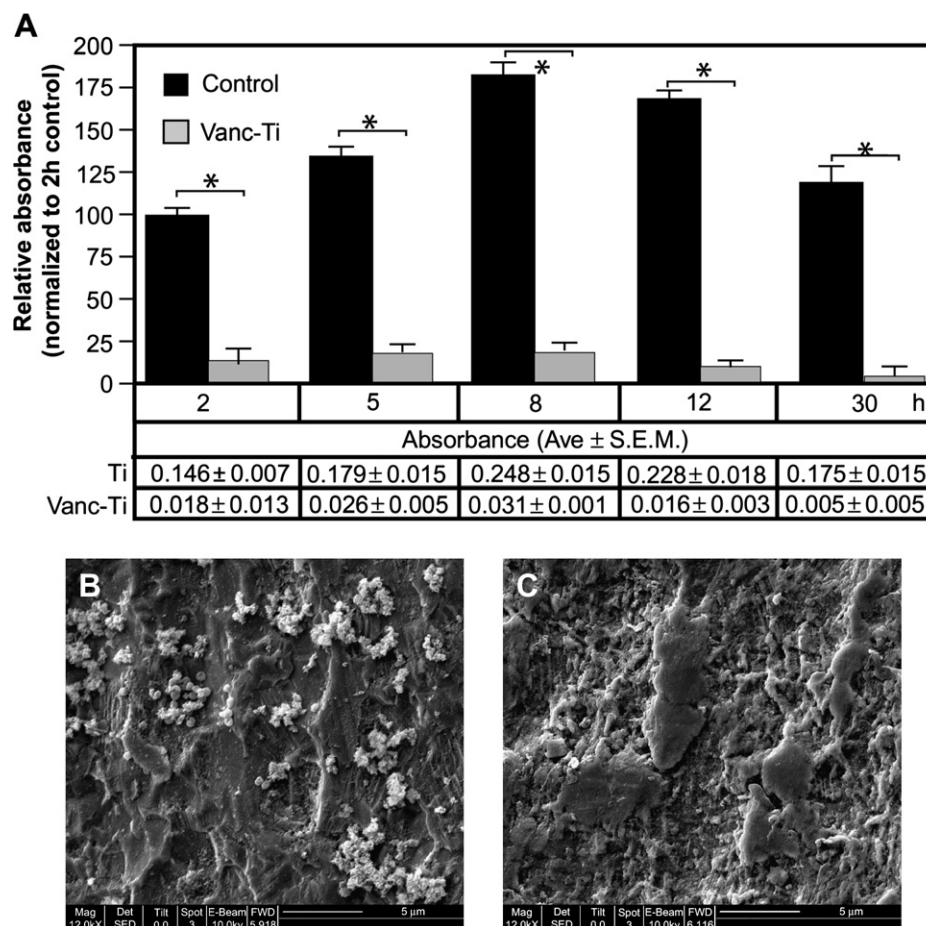 A
Relative absorbance
(normalized to 2h control)
200
175
150
125
100
75
50
25
0
Control
Vanc-Ti
*
*
*
*
*
2 5 8 12 30 h
Absorbance (Ave ± S.E.M.)
Ti 0.146±0.007 0.179±0.015 0.248±0.015 0.228±0.018 0.175±0.015
Vanc-Ti 0.018±0.013 0.026±0.005 0.031±0.001 0.016±0.003 0.005±0.005
B
Mag Det Tilt Spot E-Beam FWD 5 µm
12.0kX SED 0.0 3 10.0kv 5.918
C
Mag Det Tilt Spot E-Beam FWD 5 µm
12.0kX SED 0.0 3 10.0kv 6.116